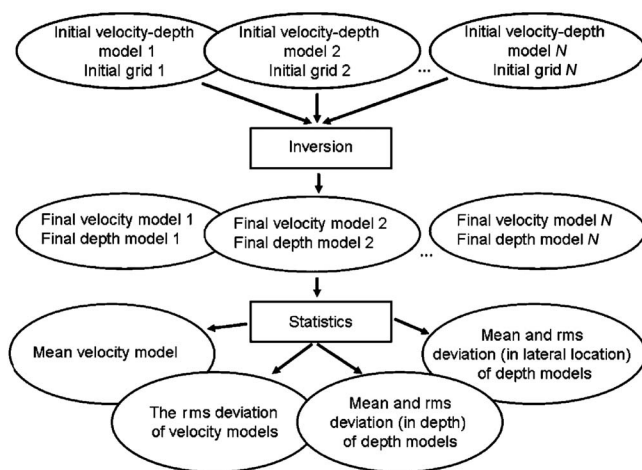 Initial velocity-depth
model 1
Initial grid 1
Initial velocity-depth
model 2
Initial grid 2
...
Initial velocity-depth
model N
Initial grid N
Inversion
Final velocity model 1
Final depth model 1
Final velocity model 2
Final depth model 2
...
Final velocity model N
Final depth model N
Statistics
Mean velocity model
The rms deviation
of velocity models
Mean and rms
deviation (in depth)
of depth models
Mean and rms
deviation (in lateral location)
of depth models